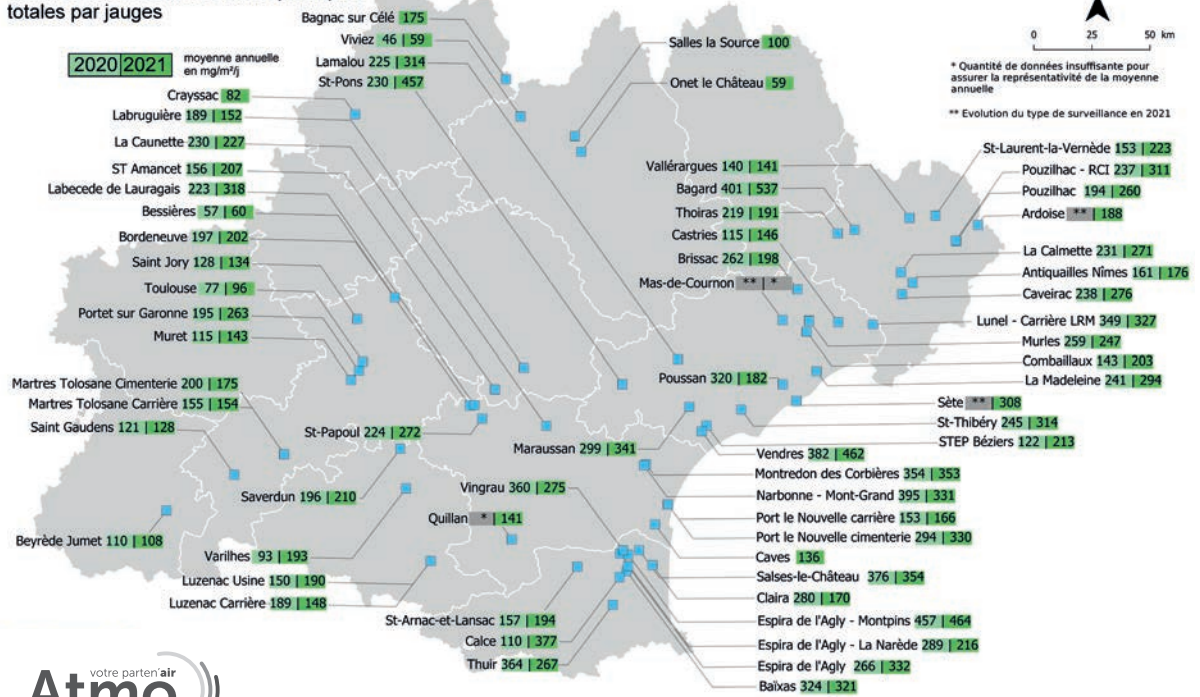 totales par jauges
2020 2021 moyenne annuelle
en mg/m²/j
Bagnac sur Célé 175
Viviez 46 | 59
Lamalou 225 | 314
St-Pons 230 | 457
Crayssac 82
Labruguière 189 | 152
La Caunette 230 | 227
ST Amancet 156 | 207
Labecede de Lauragais 223 | 318
Bessières 57 | 60
Bordeneuve 197 | 202
Saint Jory 128 | 134
Toulouse 77 | 96
Portet sur Garonne 195 | 263
Muret 115 | 143
Martres Tolosane Cimenterie 200 | 175
Martres Tolosane Carrière 155 | 154
Saint Gaudens 121 | 128
St-Papoul 224 | 272
Saverdun 196 | 210
Beyrède Jumet 110 | 108
Varilhes 93 | 193
Luzenac Usine 150 | 190
Luzenac Carrière 189 | 148
Quillan * | 141
Vingrau 360 | 275
Maraussan 299 | 341
St-Arnac-et-Lansac 157 | 194
Calce 110 | 377
Thuir 364 | 267
Salles la Source 100
Onet le Château 59
Vallérargues 140 | 141
Bagard 401 | 537
Thoiras 219 | 191
Castries 115 | 146
Brissac 262 | 198
Mas-de-Cournon ** | *
Poussan 320 | 182
0 25 50 km
* Quantité de données insuffisante pour
assurer la représentativité de la moyenne
annuelle
** Evolution du type de surveillance en 2021
St-Laurent-la-Vernède 153 | 223
Pouzilhac - RCI 237 | 311
Pouzilhac 194 | 260
Ardoise ** | 188
La Calmette 231 | 271
Antiquailles Nîmes 161 | 176
Caveirac 238 | 276
Lunel - Carrière LRM 349 | 327
Murles 259 | 247
Combaillaux 143 | 203
La Madeleine 241 | 294
Sète ** | 308
St-Thibéry 245 | 314
STEP Béziers 122 | 213
Vendres 382 | 462
Montredon des Corbières 354 | 353
Narbonne - Mont-Grand 395 | 331
Port le Nouvelle carrière 153 | 166
Port le Nouvelle cimenterie 294 | 330
Caves 136
Salses-le-Château 376 | 354
Claira 280 | 170
Espira de l'Agly - Montpins 457 | 464
Espira de l'Agly - La Narède 289 | 216
Espira de l'Agly 266 | 332
Baïxas 324 | 321
votre parten'air
Atmo